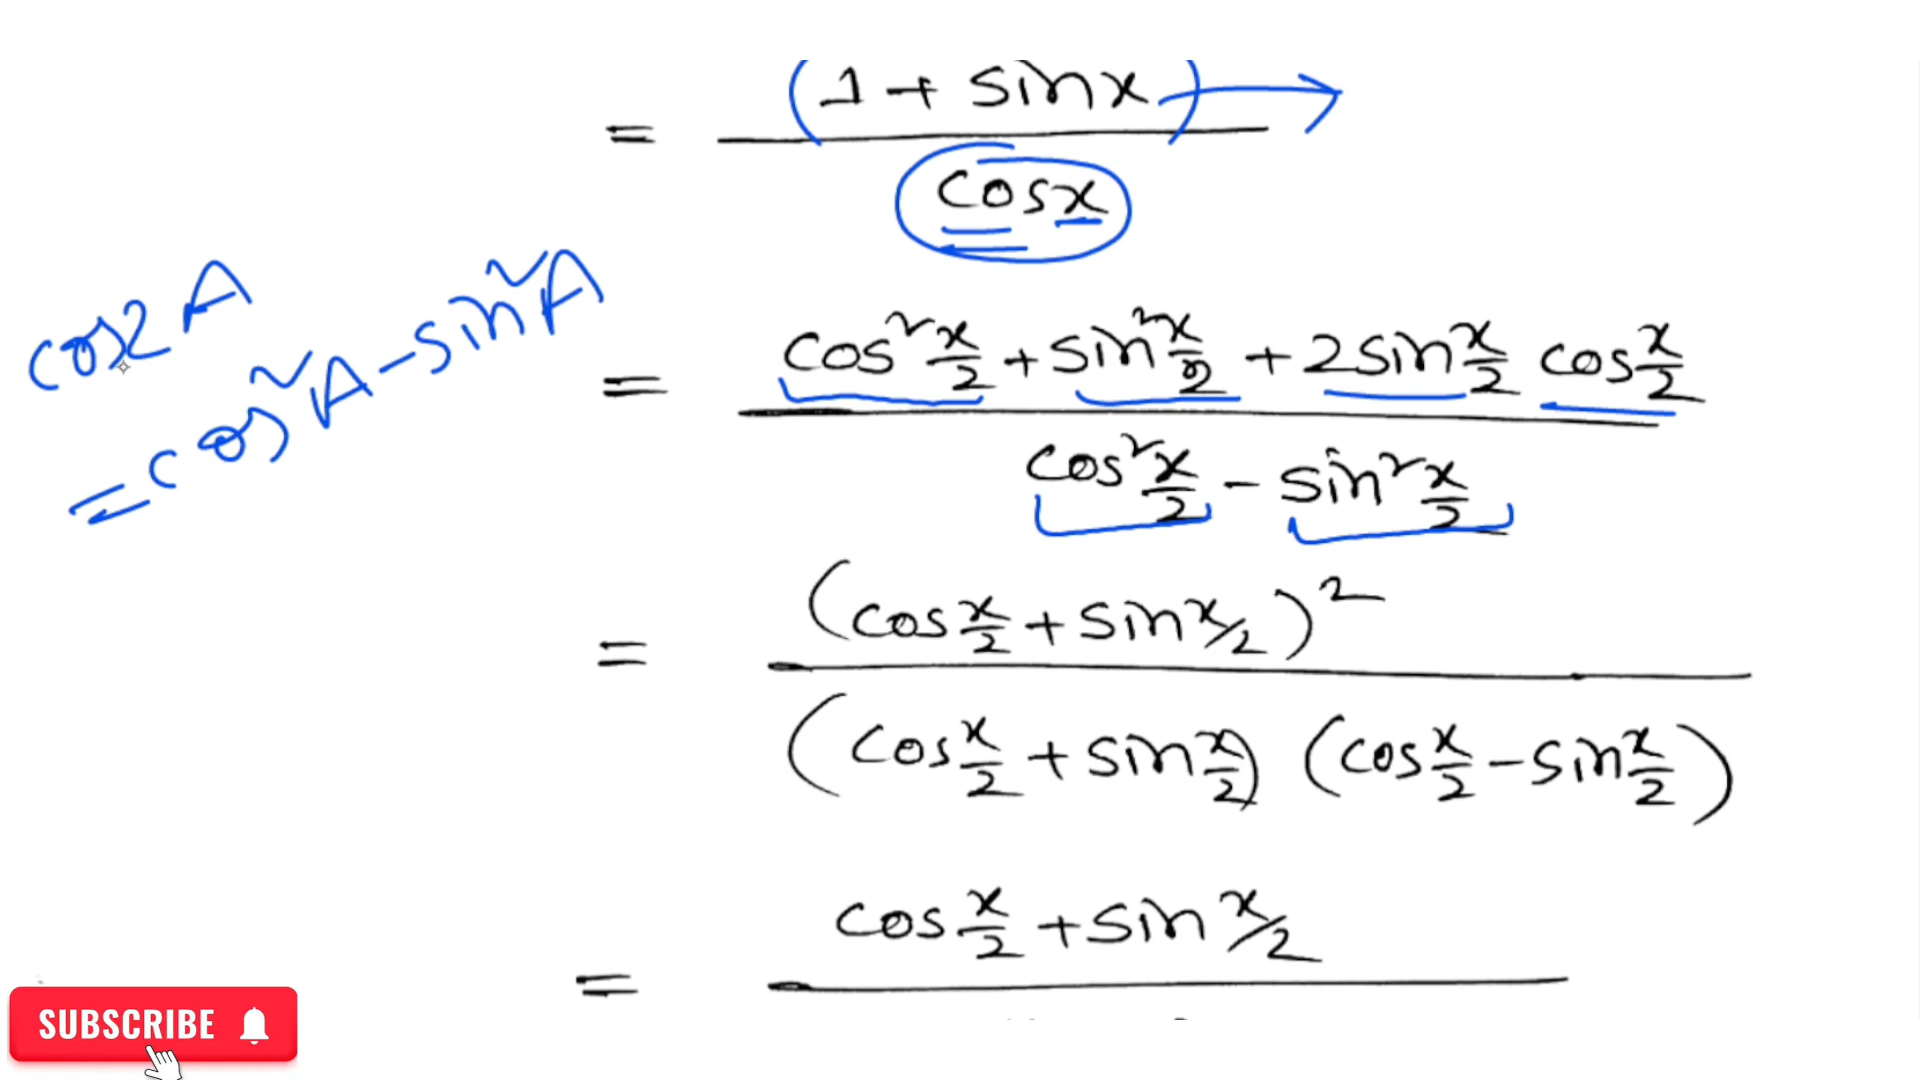 = (1 + sinx) / cosx
cos2A
= cos²A - sin²A
= (cos²x/2 + sin²x/2 + 2sinx/2 cosx/2) / (cos²x/2 - sin²x/2)
= (cosx/2 + sinx/2)² / (cosx/2 + sinx/2)(cosx/2 - sinx/2)
= cosx/2 + sinx/2
SUBSCRIBE